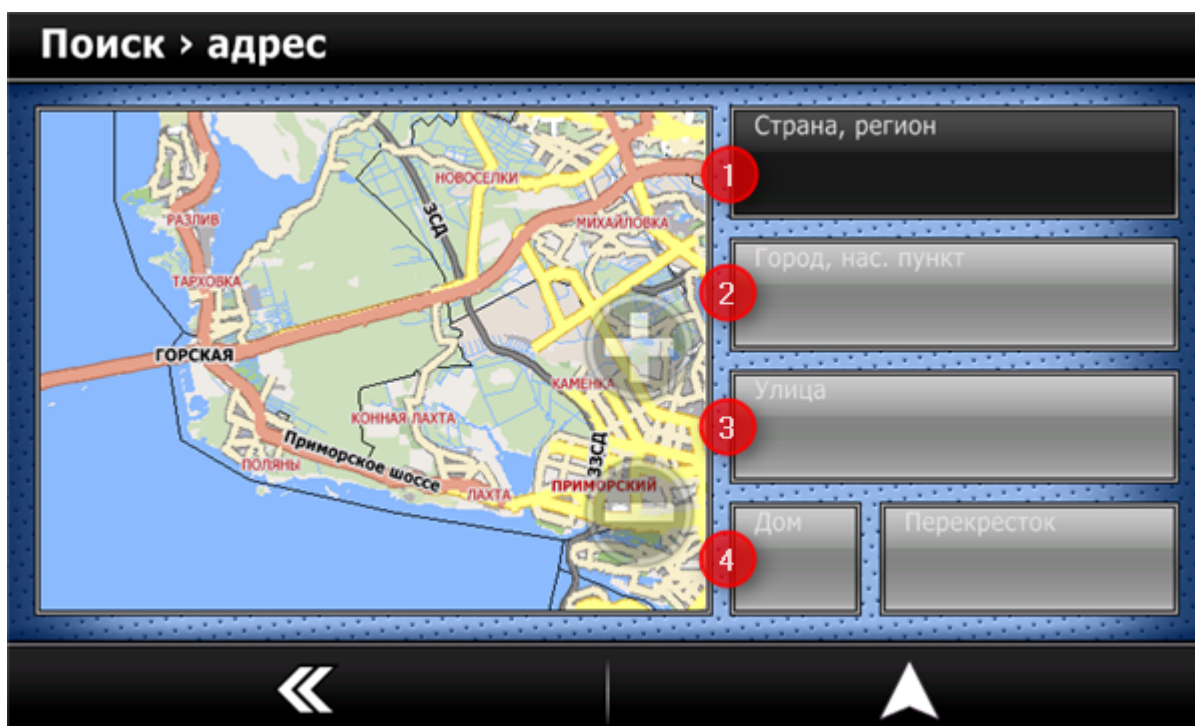 Поиск › адрес
Страна, регион
1
Город, нас. пункт
2
Улица
3
Дом
Перекресток
4
НОВОСЕЛКИ
ЗСД
РАЗЛИВ
МИХАЙЛОВКА
ТАРХОВКА
ГОРСКАЯ
КАМЕНКА
КОННАЯ ЛАХТА
Приморское шоссе
ЗЗСД
ПОЛЯНЫ
ЛАХТА
ПРИМОРСКИЙ